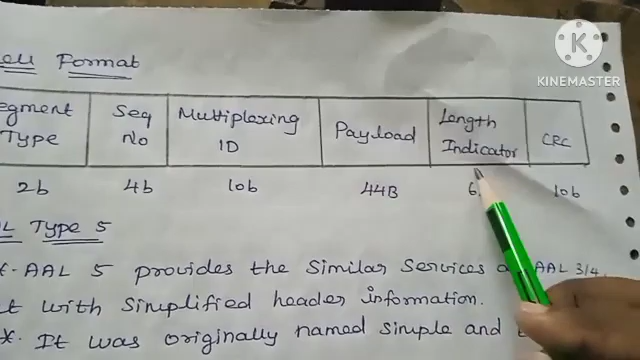 Format
KINEMASTER
Segment Type | Seq No | Multiplexing ID | Payload | Length Indicator | CRC
2b 4b 10b 44B 6 10b
Type 5
*. AAL 5 provides the similar services AAL 3/4,
with simplified header information.
*. It was originally named simple and